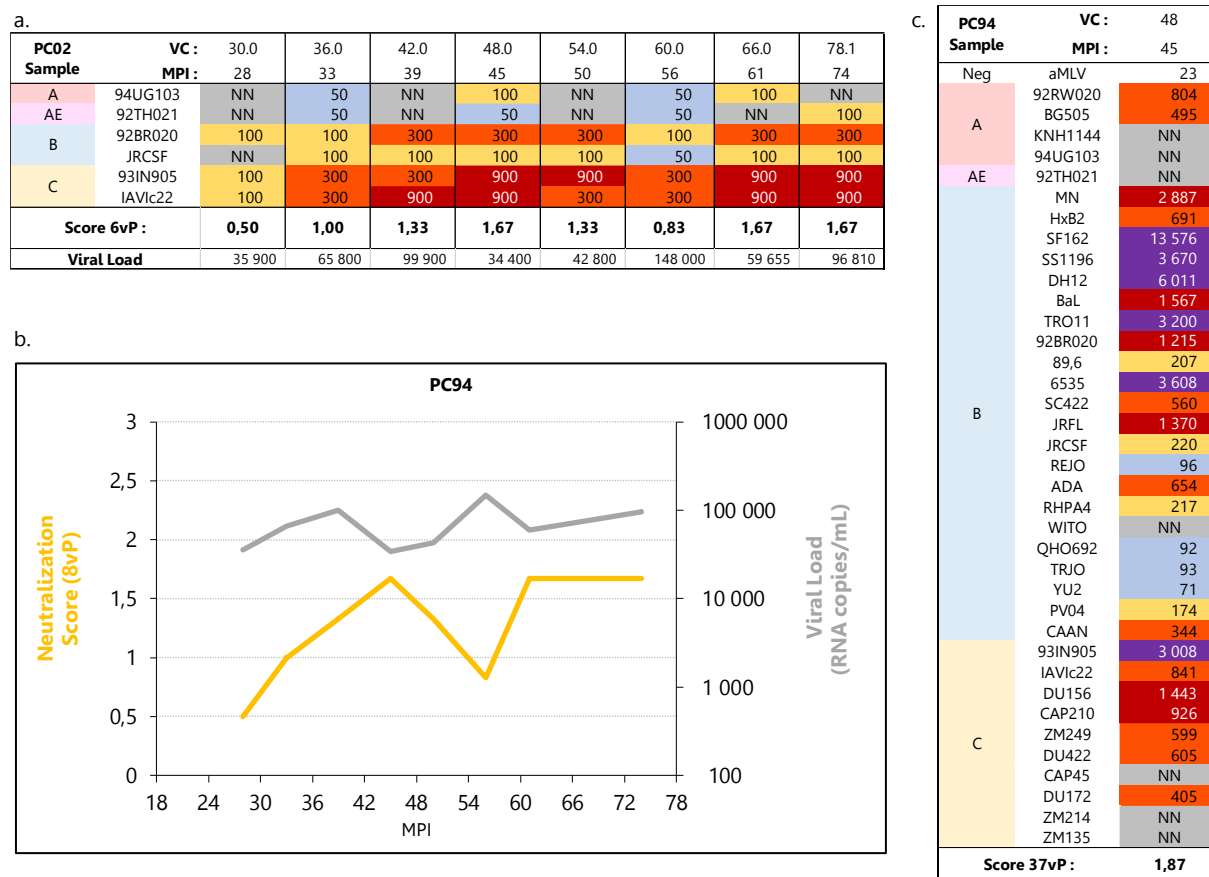 a.
PC02 Sample VC : 30.0 36.0 42.0 48.0 54.0 60.0 66.0 78.1
MPI : 28 33 39 45 50 56 61 74
A 94UG103 NN 50 NN 100 NN 50 100 NN
AE 92TH021 NN 50 NN 50 NN 50 NN 100
B 92BR020 100 100 300 300 300 100 300 300
JRCSF NN 100 100 100 100 50 100 100
C 93IN905 100 300 300 900 900 300 900 900
IAVIc22 100 300 900 900 300 300 900 900
Score 6vP : 0,50 1,00 1,33 1,67 1,33 0,83 1,67 1,67
Viral Load 35 900 65 800 99 900 34 400 42 800 148 000 59 655 96 810
b.
PC94
Neutralization
Score (8vP)
3
2,5
2
1,5
1
0,5
0
18 24 30 36 42 48 54 60 66 72 78
MPI
1000 000
100 000
10 000
1 000
100
Viral Load
(RNA copies/mL)
c.
PC94 Sample VC : 48
MPI : 45
Neg aMLV 23
A 92RW020 804
BG505 495
KNH1144 NN
94UG103 NN
AE 92TH021 NN
B MN 2 887
HxB2 691
SF162 13 576
SS1196 3 670
DH12 6 011
BaL 1 567
TRO11 3 200
92BR020 1 215
89,6 207
6535 3 608
SC422 560
JRFL 1 370
JRCSF 220
REJO 96
ADA 654
RHPA4 217
WITO NN
QHO692 92
TRJO 93
YU2 71
PV04 174
CAAN 344
C 93IN905 3 008
IAVIc22 841
DU156 1 443
CAP210 926
ZM249 599
DU422 605
CAP45 NN
DU172 405
ZM214 NN
ZM135 NN
Score 37vP : 1,87